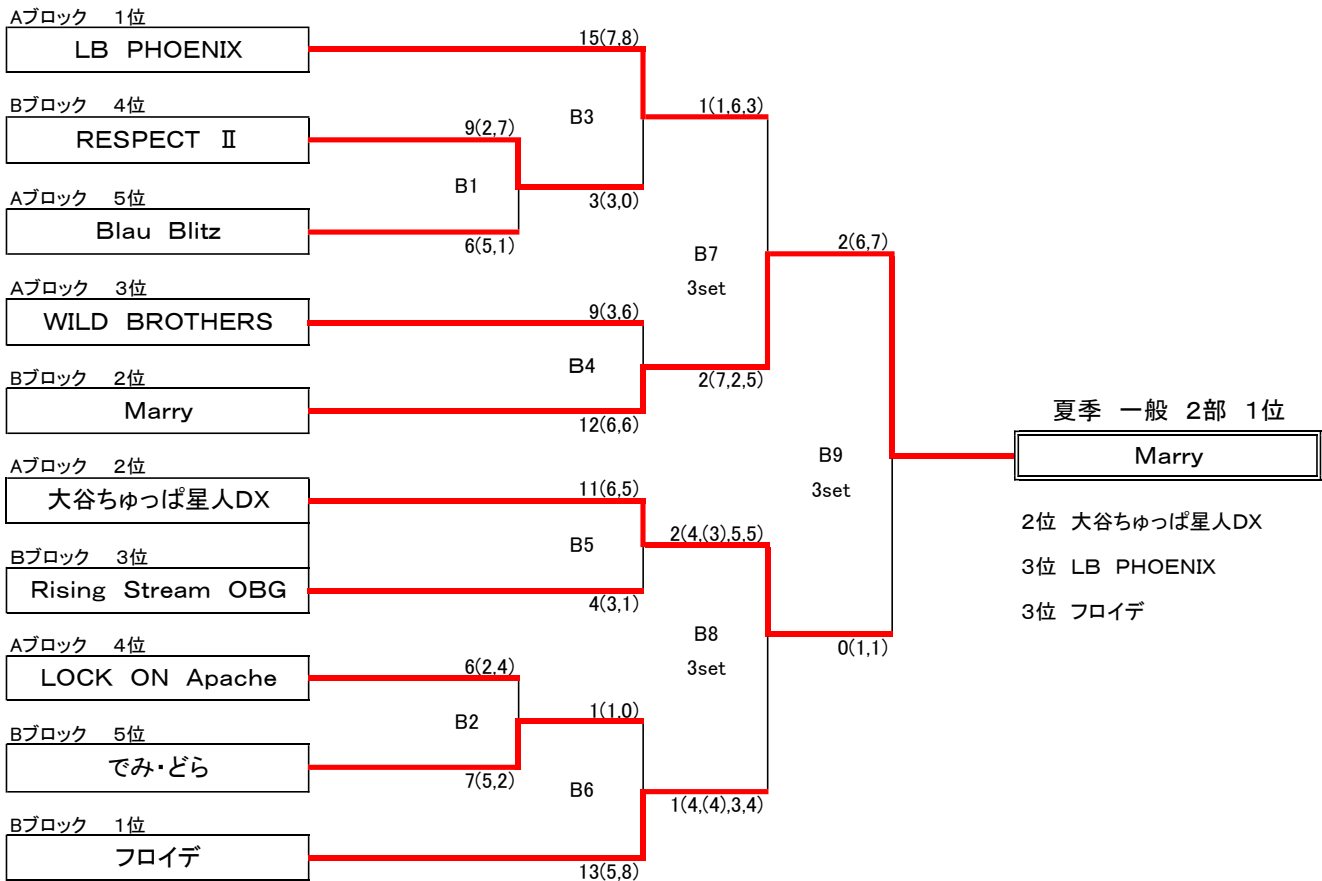 Aブロック　1位
LB　PHOENIX
15(7,8)
Bブロック　4位
RESPECT　Ⅱ
9(2,7)
B3
1(1,6,3)
B1
3(3,0)
Aブロック　5位
Blau　Blitz
6(5,1)
B7
3set
2(6,7)
Aブロック　3位
WILD　BROTHERS
9(3,6)
B4
2(7,2,5)
Bブロック　2位
Marry
12(6,6)
夏季　一般　2部　1位
Marry
B9
3set
Aブロック　2位
大谷ちゅっぱ星人DX
11(6,5)
2位　大谷ちゅっぱ星人DX
B5
2(4,(3),5,5)
3位　LB　PHOENIX
Bブロック　3位
Rising　Stream　OBG
4(3,1)
3位　フロイデ
B8
3set
0(1,1)
Aブロック　4位
LOCK　ON　Apache
6(2,4)
B2
1(1,0)
Bブロック　5位
でみ・どら
7(5,2)
B6
1(4,(4),3,4)
Bブロック　1位
フロイデ
13(5,8)